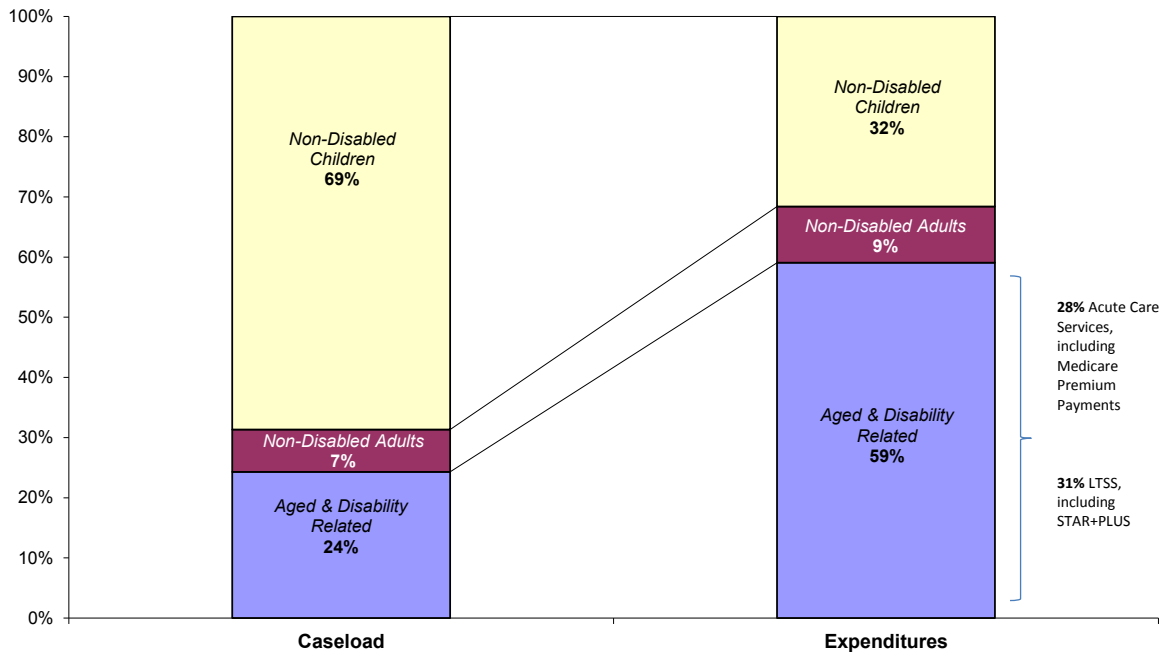 100%
90%
80%
70%
60%
50%
40%
30%
20%
10%
0%
Non-Disabled
Children
69%
Non-Disabled Adults
7%
Aged & Disability
Related
24%
Caseload
Non-Disabled
Children
32%
Non-Disabled Adults
9%
Aged & Disability
Related
59%
Expenditures
28% Acute Care
Services,
including
Medicare
Premium
Payments
31% LTSS,
including
STAR+PLUS